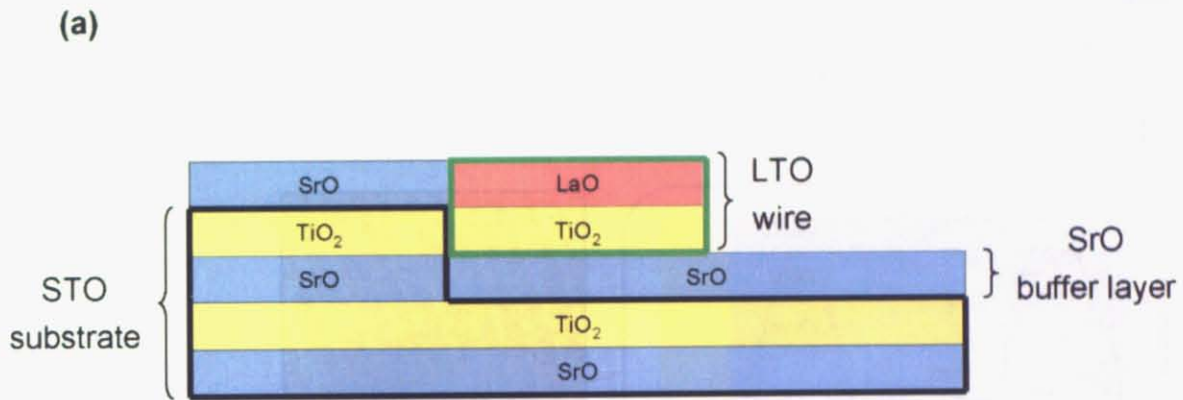 (a)
SrO
LaO
LTO
wire
TiO₂
TiO₂
SrO
buffer layer
SrO
SrO
STO
substrate
TiO₂
SrO